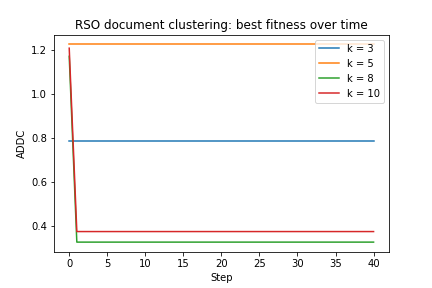 RSO document clustering: best fitness over time
k = 3
k = 5
k = 8
k = 10
1.2
1.0
0.8
0.6
0.4
ADDC
0 5 10 15 20 25 30 35 40
Step